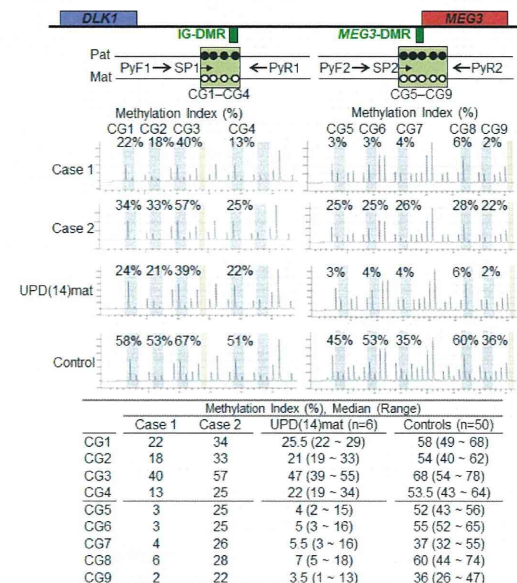 DLK1 MEG3
IG-DMR MEG3-DMR
Pat
Mat
PyF1 SP1 PyR1 PyF2 SP2 PyR2
CG1–CG4 CG5–CG9
Methylation Index (%) Methylation Index (%)
CG1 CG2 CG3 CG4 CG5 CG6 CG7 CG8 CG9
22% 18% 40% 13% 3% 3% 4% 6% 2%
Case 1
34% 33% 57% 25% 25% 25% 26% 28% 22%
Case 2
24% 21% 39% 22% 3% 4% 4% 6% 2%
UPD(14)mat
58% 53% 67% 51% 45% 53% 35% 60% 36%
Control
Methylation Index (%), Median (Range)
Case 1 Case 2 UPD(14)mat (n=6) Controls (n=50)
CG1 22 34 25.5 (22 ~ 29) 58 (49 ~ 68)
CG2 18 33 21 (19 ~ 33) 54 (40 ~ 62)
CG3 40 57 47 (39 ~ 55) 68 (54 ~ 78)
CG4 13 25 22 (19 ~ 34) 53.5 (43 ~ 64)
CG5 3 25 4 (2 ~ 15) 52 (43 ~ 56)
CG6 3 25 5 (3 ~ 16) 55 (52 ~ 65)
CG7 4 26 5.5 (3 ~ 16) 37 (32 ~ 55)
CG8 6 28 7 (5 ~ 18) 60 (44 ~ 74)
CG9 2 22 3.5 (1 ~ 13) 36 (26 ~ 47)